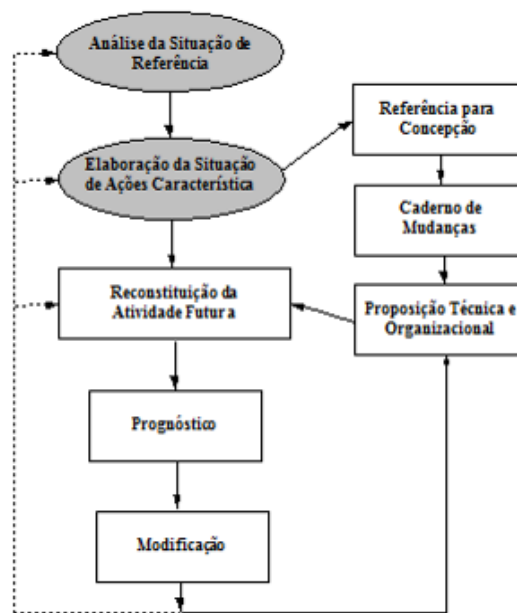 Análise da Situação de
Referência
Elaboração da Situação
de Ações Característica
Referência para
Concepção
Caderno de
Mudanças
Proposição Técnica e
Organizacional
Reconstituição da
Atividade Futura
Prognóstico
Modificação